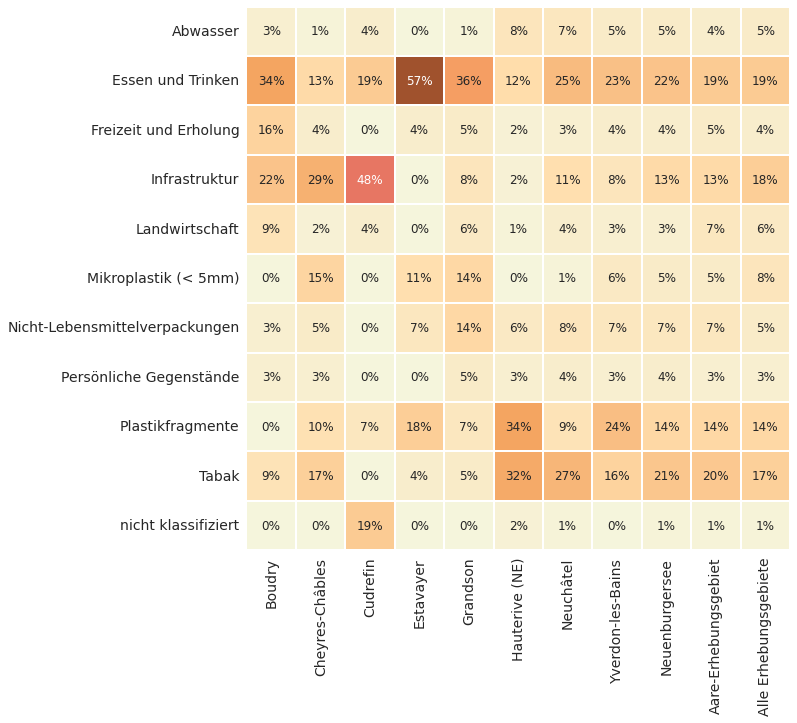 Abwasser 3% 1% 4% 0% 1% 8% 7% 5% 5% 4% 5%
Essen und Trinken 34% 13% 19% 57% 36% 12% 25% 23% 22% 19% 19%
Freizeit und Erholung 16% 4% 0% 4% 5% 2% 3% 4% 4% 5% 4%
Infrastruktur 22% 29% 48% 0% 8% 2% 11% 8% 13% 13% 18%
Landwirtschaft 9% 2% 4% 0% 6% 1% 4% 3% 3% 7% 6%
Mikroplastik (< 5mm) 0% 15% 0% 11% 14% 0% 1% 6% 5% 5% 8%
Nicht-Lebensmittelverpackungen 3% 5% 0% 7% 14% 6% 8% 7% 7% 7% 5%
Persönliche Gegenstände 3% 3% 0% 0% 5% 3% 4% 3% 4% 3% 3%
Plastikfragmente 0% 10% 7% 18% 7% 34% 9% 24% 14% 14% 14%
Tabak 9% 17% 0% 4% 5% 32% 27% 16% 21% 20% 17%
nicht klassifiziert 0% 0% 19% 0% 0% 2% 1% 0% 1% 1% 1%
Boudry
Cheyres-Châbles
Cudrefin
Estavayer
Grandson
Hauterive (NE)
Neuchâtel
Yverdon-les-Bains
Neuenburgersee
Aare-Erhebungsgebiet
Alle Erhebungsgebiete